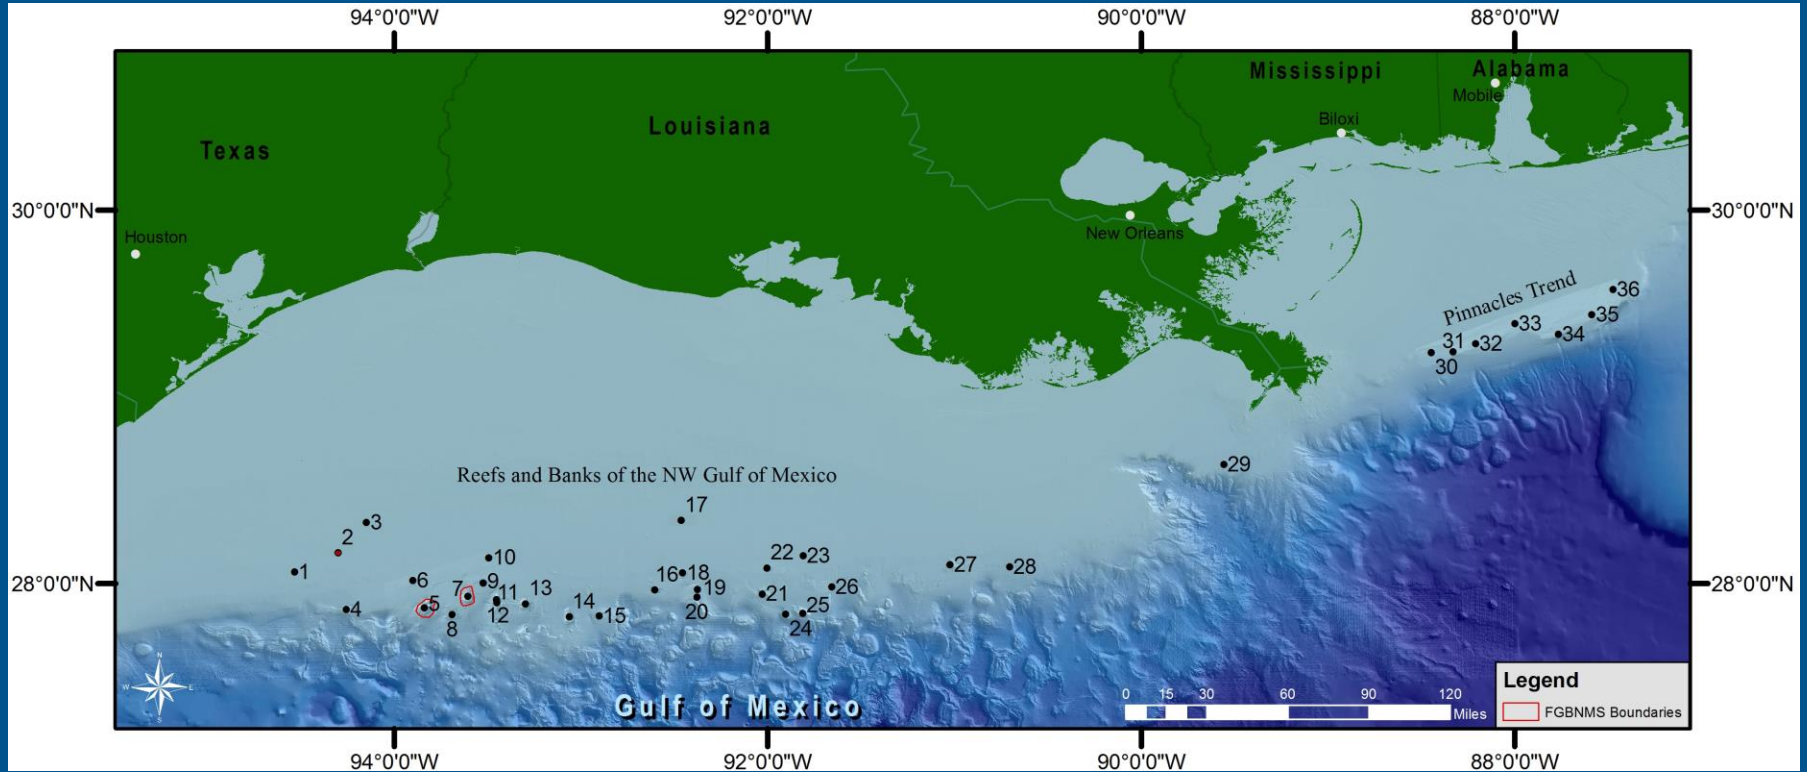 94°0'0"W 92°0'0"W 90°0'0"W 88°0'0"W
Mississippi Alabama
Mobile
Biloxi
Louisiana
Texas
30°0'0"N 30°0'0"N
Houston
New Orleans
Pinnacles Trend
36
35
33
34
31 32
30
29
Reefs and Banks of the NW Gulf of Mexico
17
3
2
10
22 23
27 28
1
28°0'0"N 28°0'0"N
6
7 9 11 13
16 18 19
21 26
4 5
8 12
14 15
20
24 25
N
W E
S
Gulf of Mexico
0 15 30 60 90 120
Miles
Legend
FGBNMS Boundaries
94°0'0"W 92°0'0"W 90°0'0"W 88°0'0"W